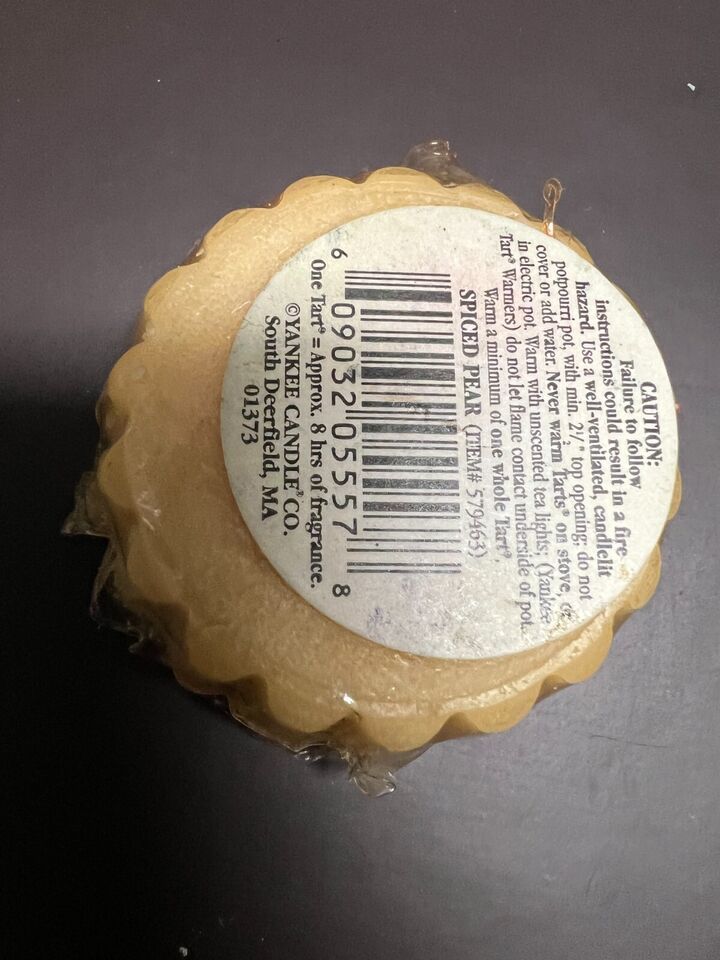 CAUTION:
Failure to follow
instructions could result in a fire
hazard. Use a well-ventilated, candlelit
potpourri pot, with min. 2½" top opening; do not
cover or add water. Never warm Tarts® on stove, or
in electric pot. Warm with unscented tea lights; (Yankee
Tart® Warmers) do not let flame contact underside of pot.
Warm a minimum of one whole Tart®.
SPICED PEAR (ITEM# 579463)
6 09032 05557 8
One Tart® = Approx. 8 hrs of fragrance.
©YANKEE CANDLE® CO.
South Deerfield, MA
01373